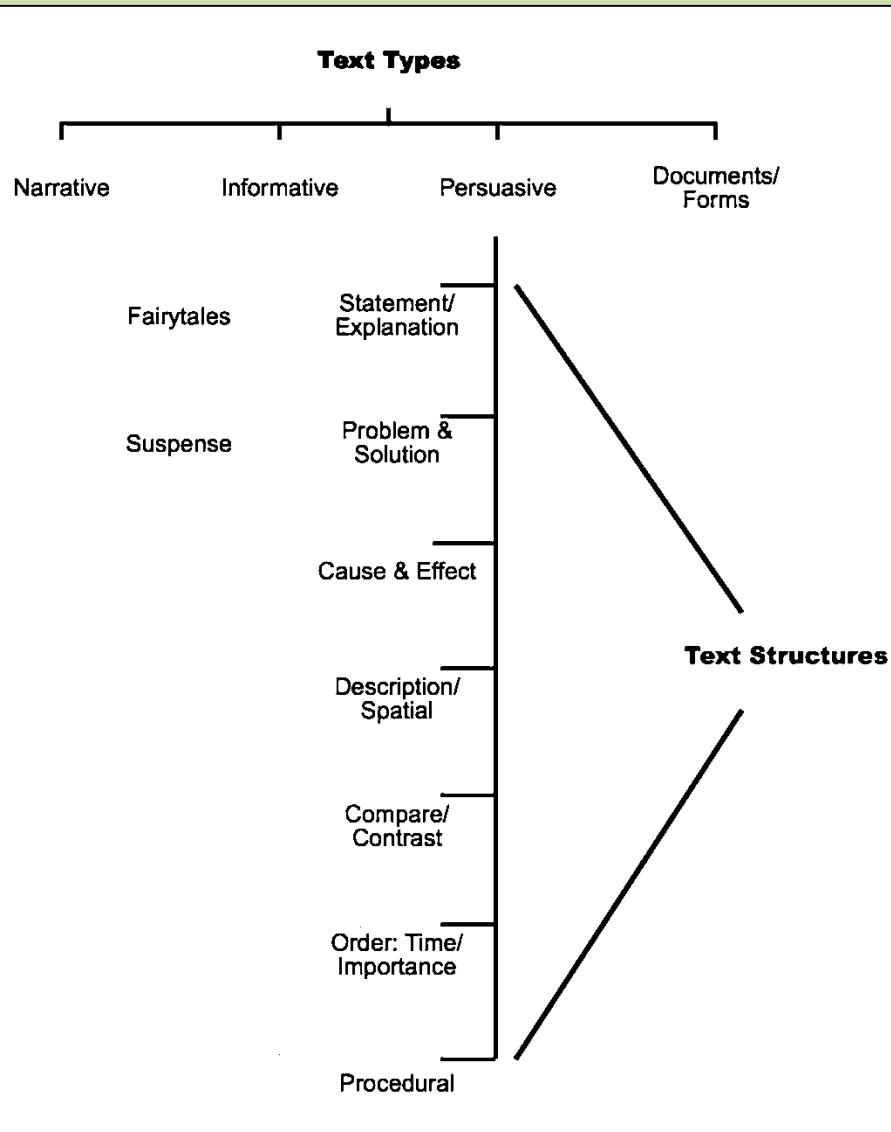 Text Types
Narrative
Informative
Persuasive
Documents/
Forms
Fairytales
Statement/
Explanation
Suspense
Problem &
Solution
Cause & Effect
Text Structures
Description/
Spatial
Compare/
Contrast
Order: Time/
Importance
Procedural